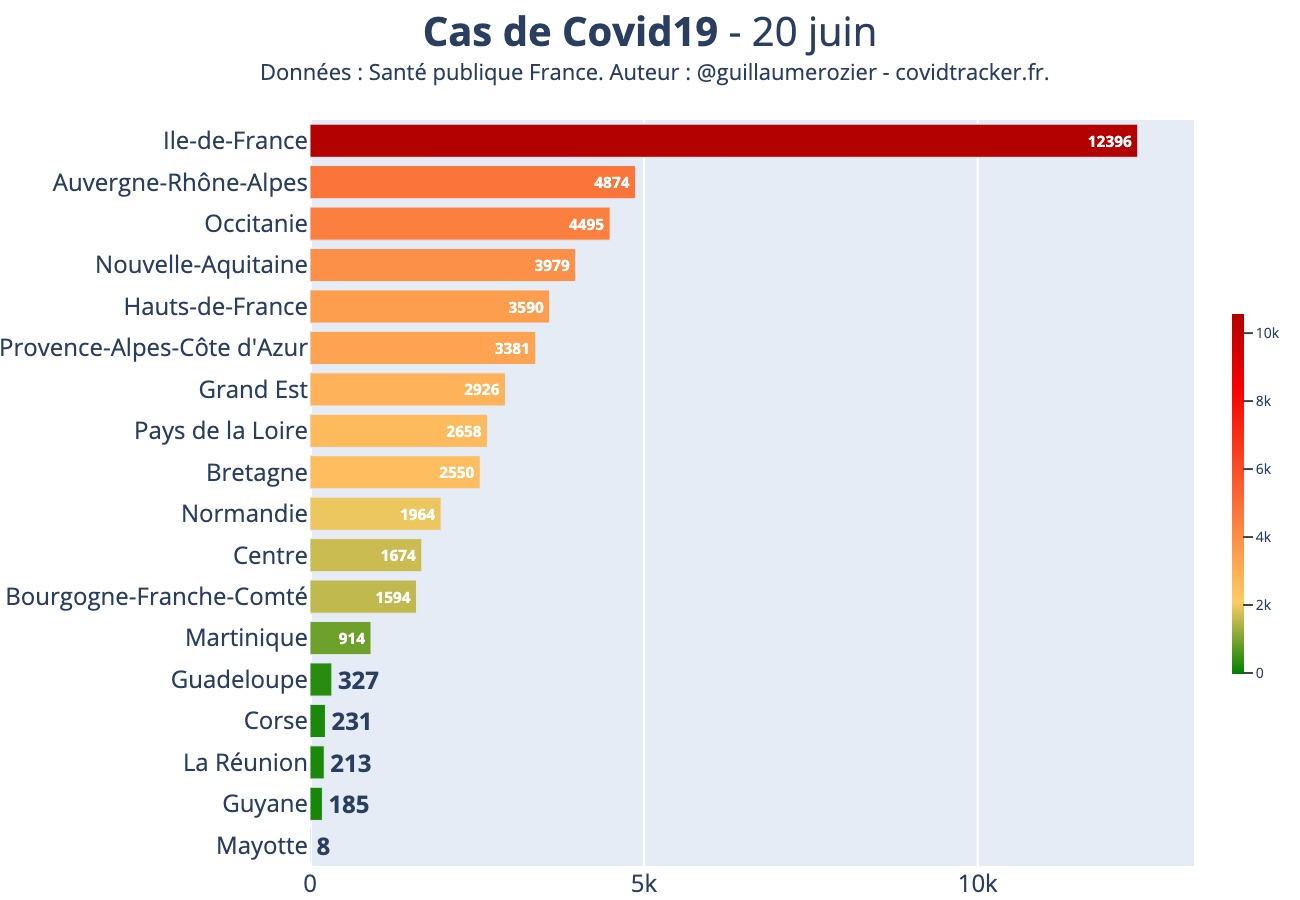 Cas de Covid19 - 20 juin
Données : Santé publique France. Auteur : @guillaumerozier - covidtracker.fr.
Ile-de-France 12396
Auvergne-Rhône-Alpes 4874
Occitanie 4495
Nouvelle-Aquitaine 3979
Hauts-de-France 3590
Provence-Alpes-Côte d'Azur 3381
Grand Est 2926
Pays de la Loire 2658
Bretagne 2550
Normandie 1964
Centre 1674
Bourgogne-Franche-Comté 1594
Martinique 914
Guadeloupe 327
Corse 231
La Réunion 213
Guyane 185
Mayotte 8
0 5k 10k
10k
8k
6k
4k
2k
0